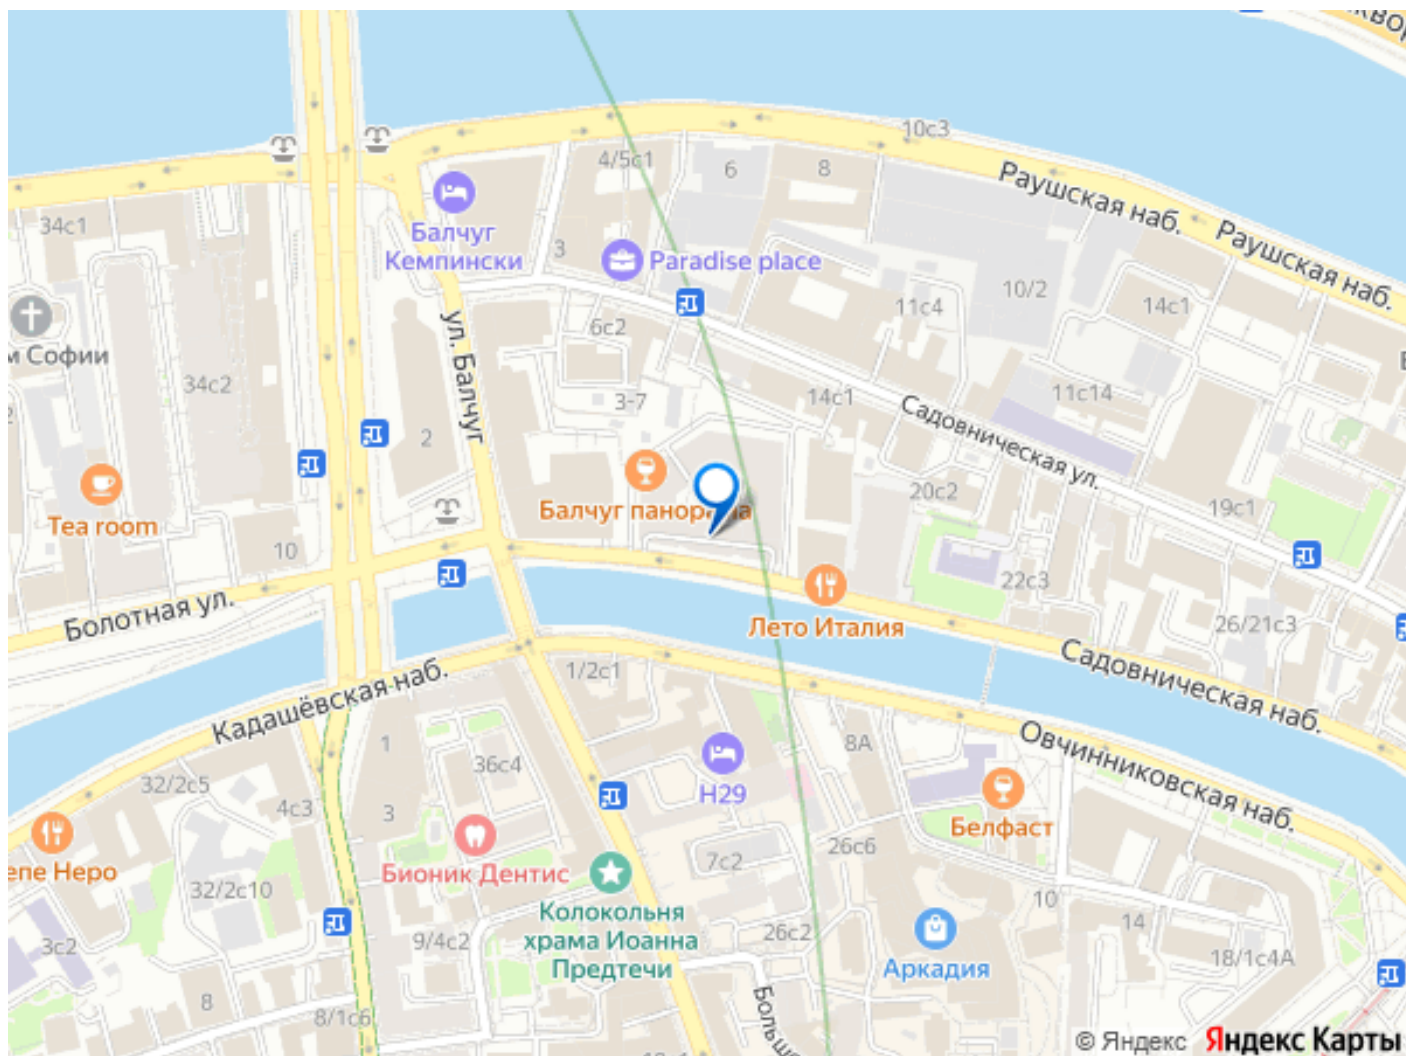 10с3
4/5с1
6
8
Раушская наб.
Раушская наб.
34с1
Балчуг
Кемпински
3
Paradise place
11с4
10/2
14с1
м Софии
6с2
ул. Балчуг
34с2
3-7
14с1
11с14
Садовническая ул.
2
20с2
19с1
Tea room
Балчуг панорама
10
22с3
Болотная ул.
Лето Италия
26/21с3
Садовническая наб.
1/2с1
Кадашёвская наб.
Овчинниковская наб.
1
8А
36с4
32/2с5
4с3
3
Н29
Белфаст
епе Неро
Бионик Дентис
7с2
26с6
32/2с10
10
Колокольня
храма Иоанна
Предтечи
9/4с2
3с2
26с2
14
Аркадия
18/1с4А
8
8/1с6
Больш
© Яндекс Яндекс Карты